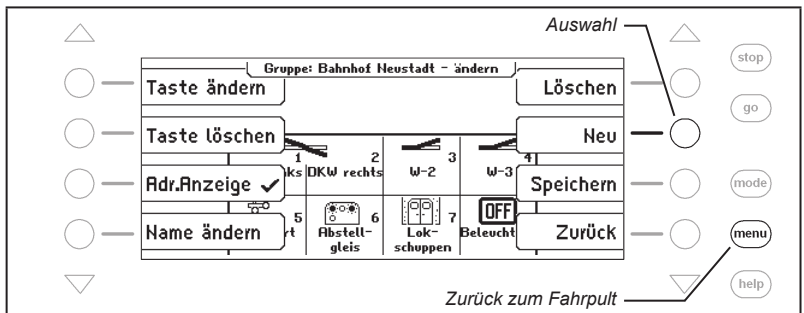 Auswahl
Gruppe: Bahnhof Neustadt - ändern
Taste ändern
Löschen
stop
go
Taste löschen
Neu
1 2 3 4
ks DKW rechts W-2 W-3
Adr.Anzeige ✓
Speichern
mode
5 6 7
OFF
Name ändern
rt Abstell- Lok- Beleucht
gleis schuppen
Zurück
menu
help
Zurück zum Fahrpult